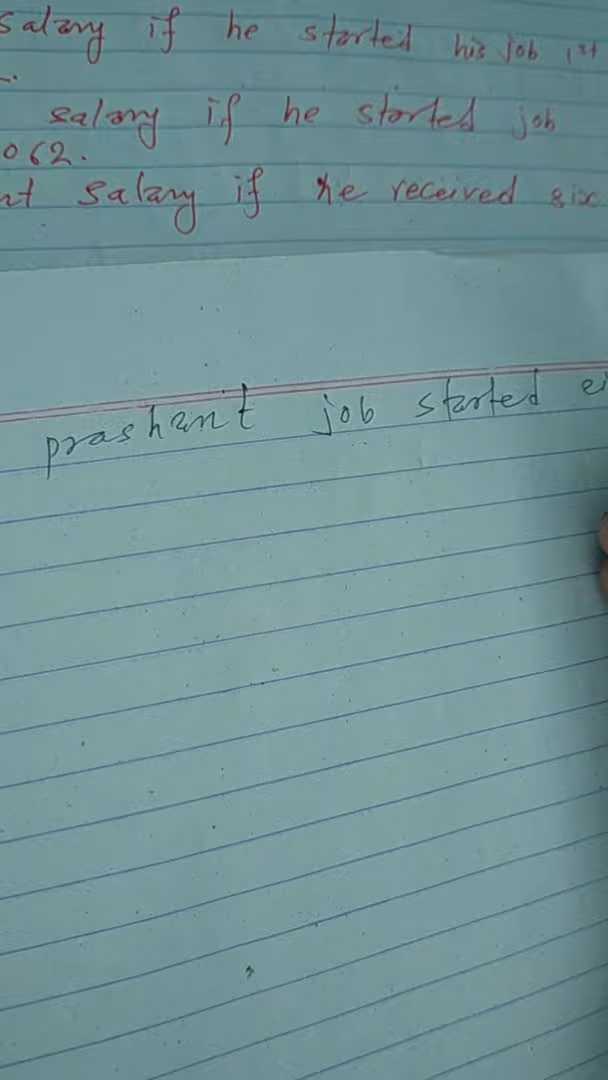 salary if he started his job 1st
salary if he started job
062.
nt salary if he received six
prashant job started